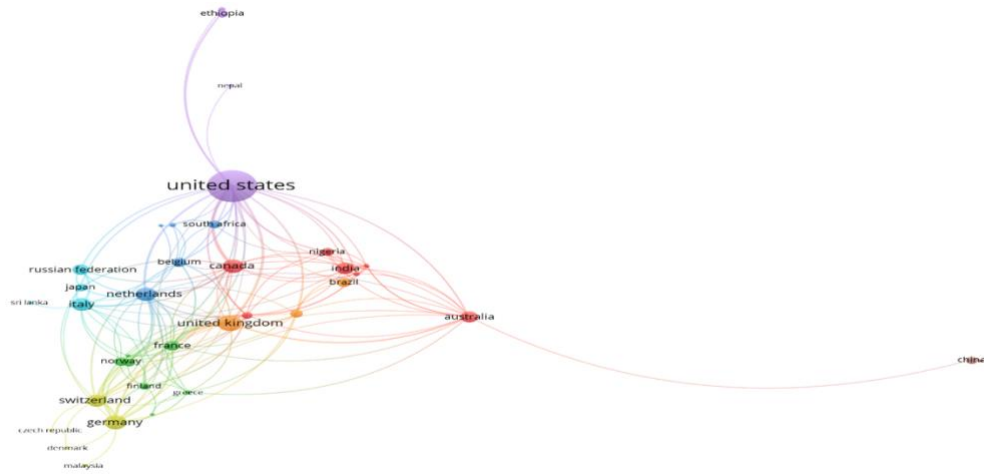 ethiopia
nepal
united states
south africa
nigeria
belgium
canada
india
russian federation
brazil
japan
netherlands
sri lanka
italy
australia
united kingdom
france
china
norway
finland
greece
switzerland
germany
czech republic
denmark
malaysia